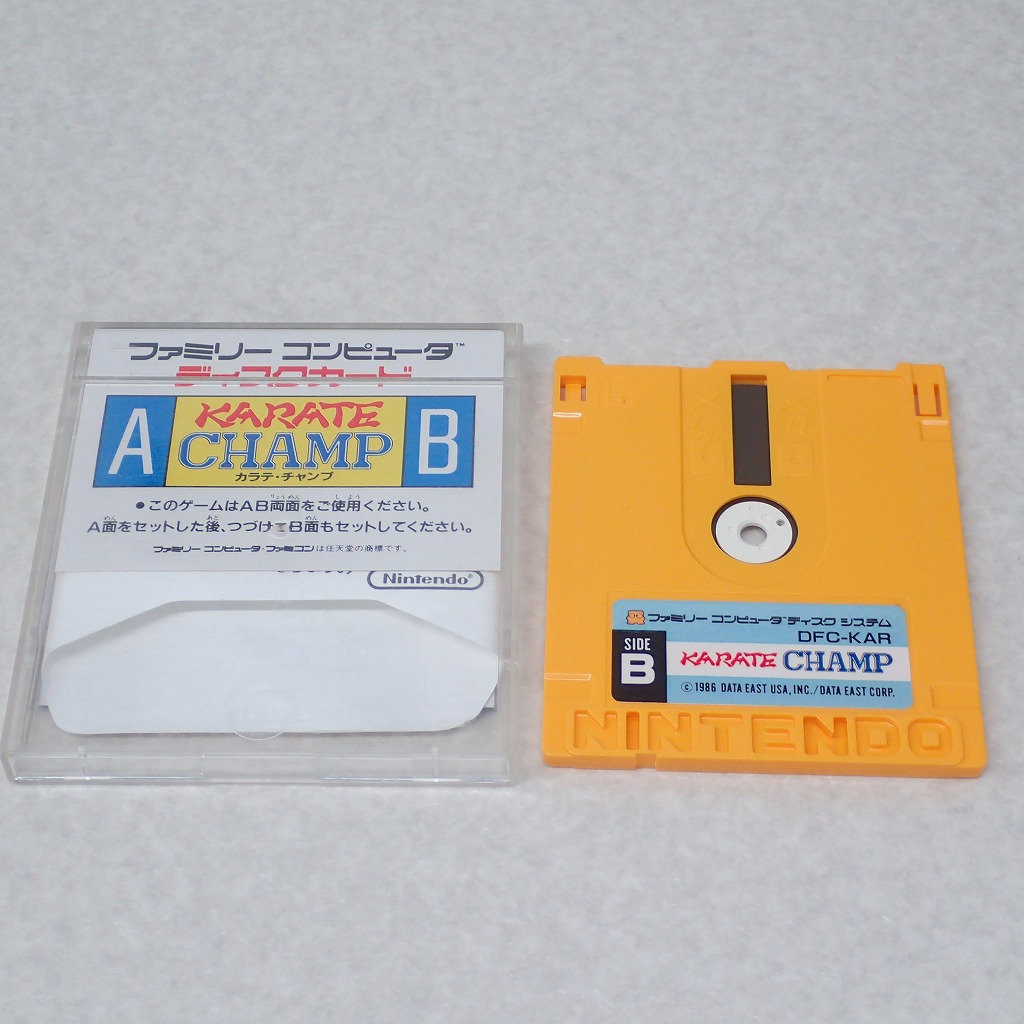 ファミリー コンピュータ™
ディスクカード
A
KARATE
CHAMP
カラテ・チャンプ
B
●このゲームはAB両面をご使用ください。
A面をセットした後、つづけてB面もセットしてください。
ファミリー コンピュータ・ファミコンは任天堂の商標です。
Nintendo®
ファミリー コンピュータ™ ディスク システム
DFC-KAR
SIDE
B
KARATE CHAMP
© 1986 DATA EAST USA, INC./DATA EAST CORP.
NINTENDO